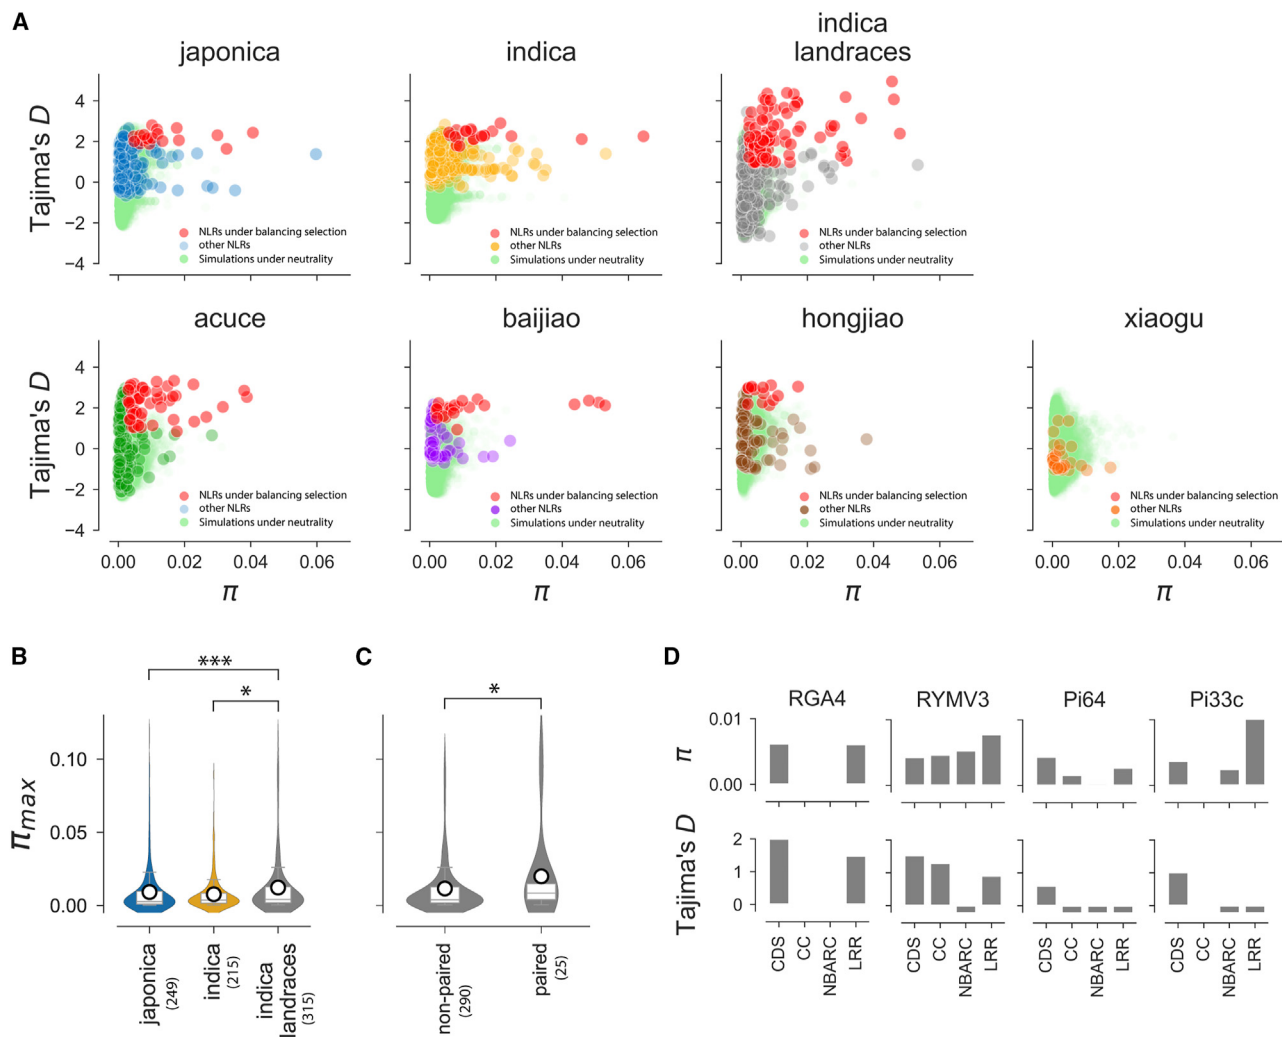 A
japonica
indica
indica
landraces
Tajima's D
4
2
0
−2
−4
NLRs under balancing selection
other NLRs
Simulations under neutrality
NLRs under balancing selection
other NLRs
Simulations under neutrality
NLRs under balancing selection
other NLRs
Simulations under neutrality
acuce
baijiao
hongjiao
xiaogu
Tajima's D
4
2
0
−2
−4
NLRs under balancing selection
other NLRs
Simulations under neutrality
NLRs under balancing selection
other NLRs
Simulations under neutrality
NLRs under balancing selection
other NLRs
Simulations under neutrality
NLRs under balancing selection
other NLRs
Simulations under neutrality
0.00 0.02 0.04 0.06
0.00 0.02 0.04 0.06
0.00 0.02 0.04 0.06
0.00 0.02 0.04 0.06
π
π
π
π
B
***
*
πmax
0.10
0.05
0.00
japonica
(249)
indica
(215)
indica
landraces
(315)
C
*
non-paired
(290)
paired
(25)
D
RGA4
RYMV3
Pi64
Pi33c
π
0.01
0.00
Tajima's D
2
1
0
CDS
CC
NBARC
LRR
CDS
CC
NBARC
LRR
CDS
CC
NBARC
LRR
CDS
CC
NBARC
LRR